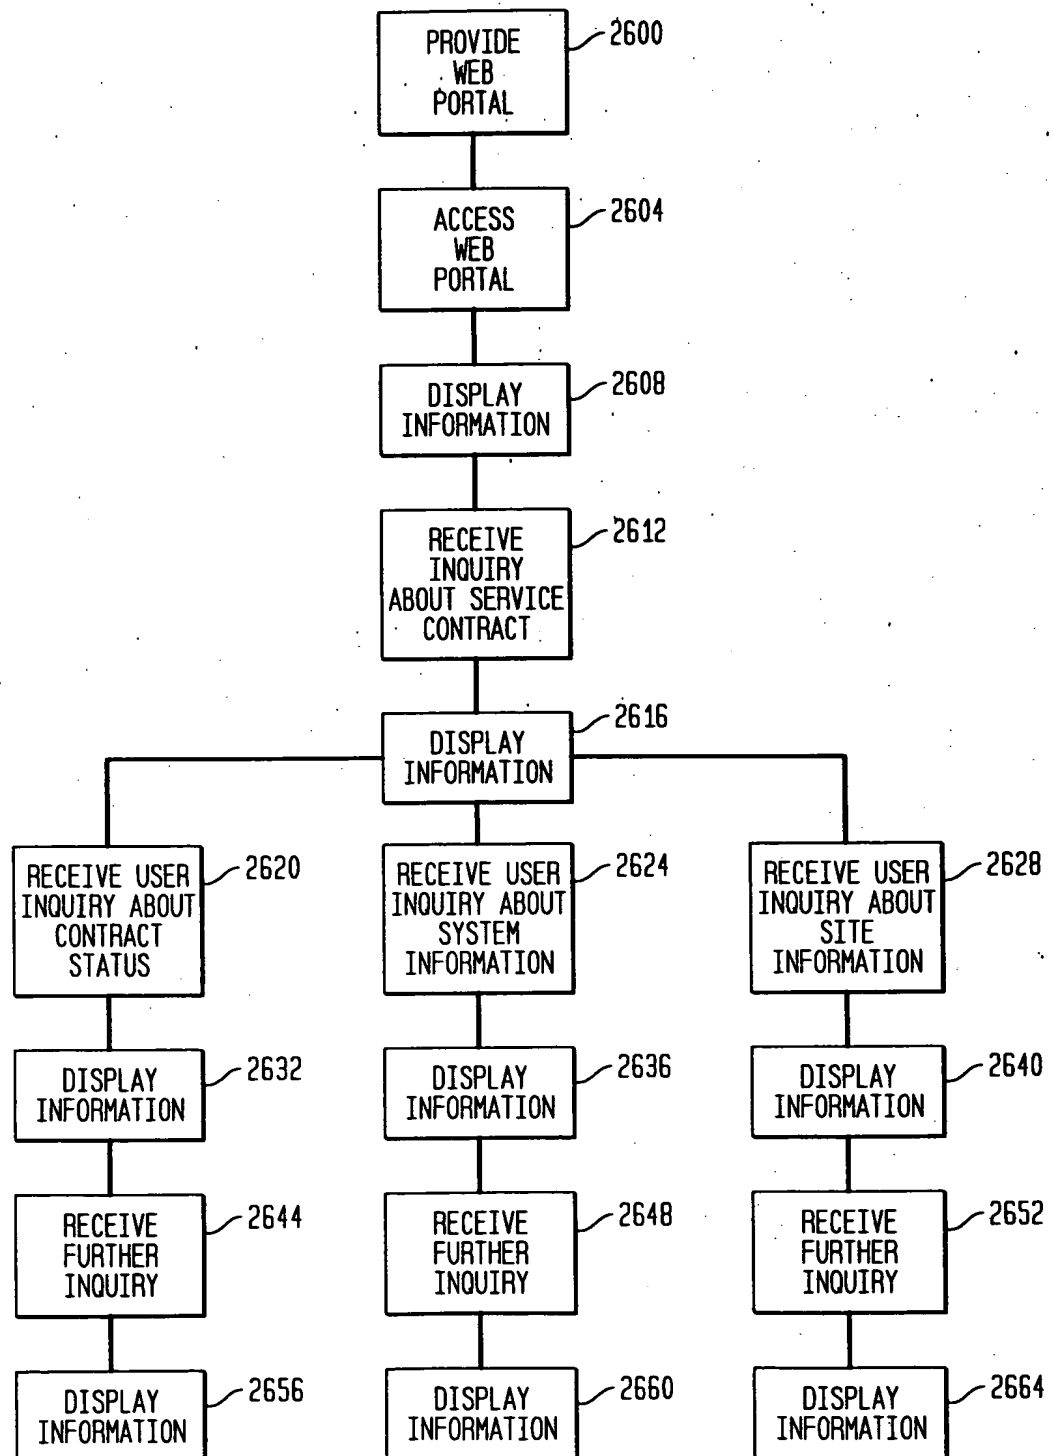 PROVIDE
WEB
PORTAL
2600
ACCESS
WEB
PORTAL
2604
DISPLAY
INFORMATION
2608
RECEIVE
INQUIRY
ABOUT SERVICE
CONTRACT
2612
DISPLAY
INFORMATION
2616
RECEIVE USER
INQUIRY ABOUT
CONTRACT
STATUS
2620
RECEIVE USER
INQUIRY ABOUT
SYSTEM
INFORMATION
2624
RECEIVE USER
INQUIRY ABOUT
SITE
INFORMATION
2628
DISPLAY
INFORMATION
2632
DISPLAY
INFORMATION
2636
DISPLAY
INFORMATION
2640
RECEIVE
FURTHER
INQUIRY
2644
RECEIVE
FURTHER
INQUIRY
2648
RECEIVE
FURTHER
INQUIRY
2652
DISPLAY
INFORMATION
2656
DISPLAY
INFORMATION
2660
DISPLAY
INFORMATION
2664